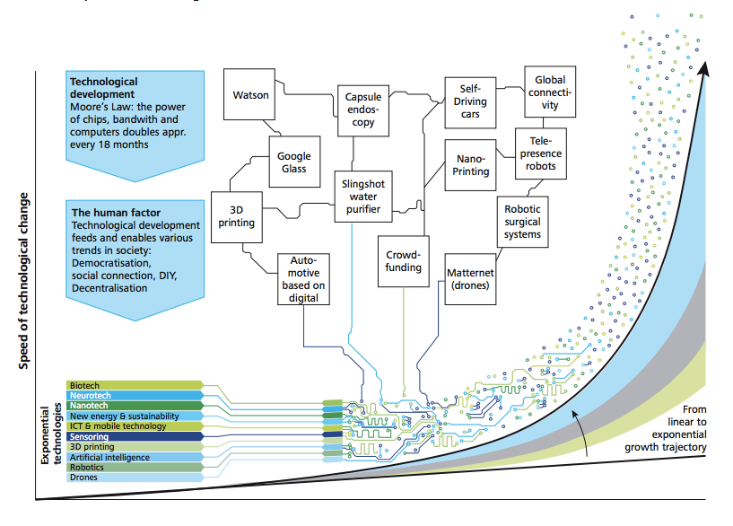 Technological
development
Moore's Law: the power
of chips, bandwith and
computers doubles appr.
every 18 months
The human factor
Technological development
feeds and enables various
trends in society:
Democratisation,
social connection, DIY,
Decentralisation
Watson
Capsule
endos-
copy
Self-
Driving
cars
Global
connecti-
vity
Google
Glass
Nano-
Printing
Tele-
presence
robots
3D
printing
Slingshot
water
purifier
Robotic
surgical
systems
Auto-
motive
based on
digital
Crowd-
funding
Matternet
(drones)
Speed of technological change
Exponential
technologies
Biotech
Neurotech
Nanotech
New energy & sustainability
ICT & mobile technology
Sensoring
3D printing
Artificial intelligence
Robotics
Drones
From
linear to
exponential
growth trajectory